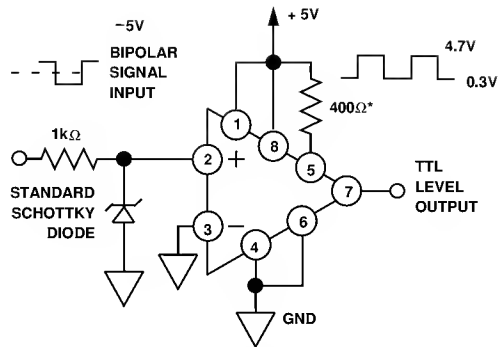 ~5V
BIPOLAR
SIGNAL
INPUT
+ 5V
4.7V
0.3V
400Ω*
1kΩ
1
8
2
+
5
7
TTL
LEVEL
OUTPUT
STANDARD
SCHOTTKY
DIODE
3
−
4
6
GND